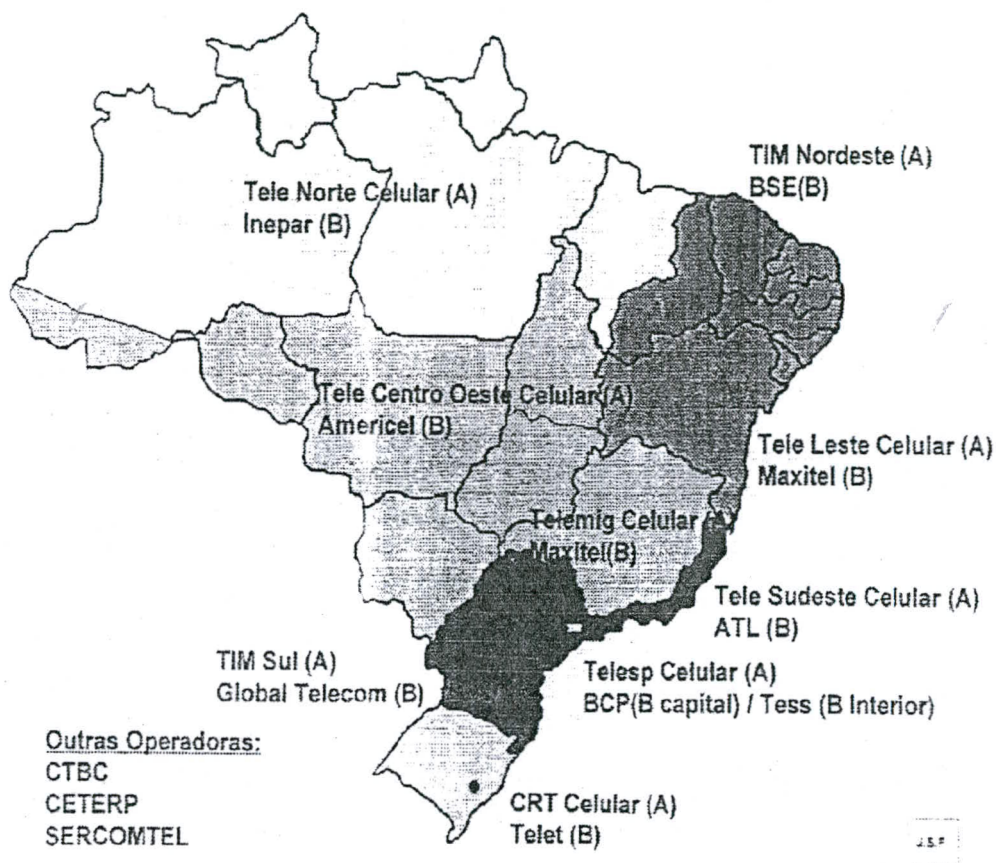 TIM Nordeste (A)
BSE(B)
Tele Norte Celular (A)
Inepar (B)
Tele Centro Oeste Celular(A)
Americel (B)
Tele Leste Celular (A)
Maxitel (B)
Telemig Celular (A)
Maxitel(B)
Tele Sudeste Celular (A)
ATL (B)
TIM Sul (A)
Global Telecom (B)
Telesp Celular (A)
BCP(B capital) / Tess (B Interior)
Outras Operadoras:
CTBC
CETERP
SERCOMTEL
CRT Celular (A)
Telet (B)
J.S.F